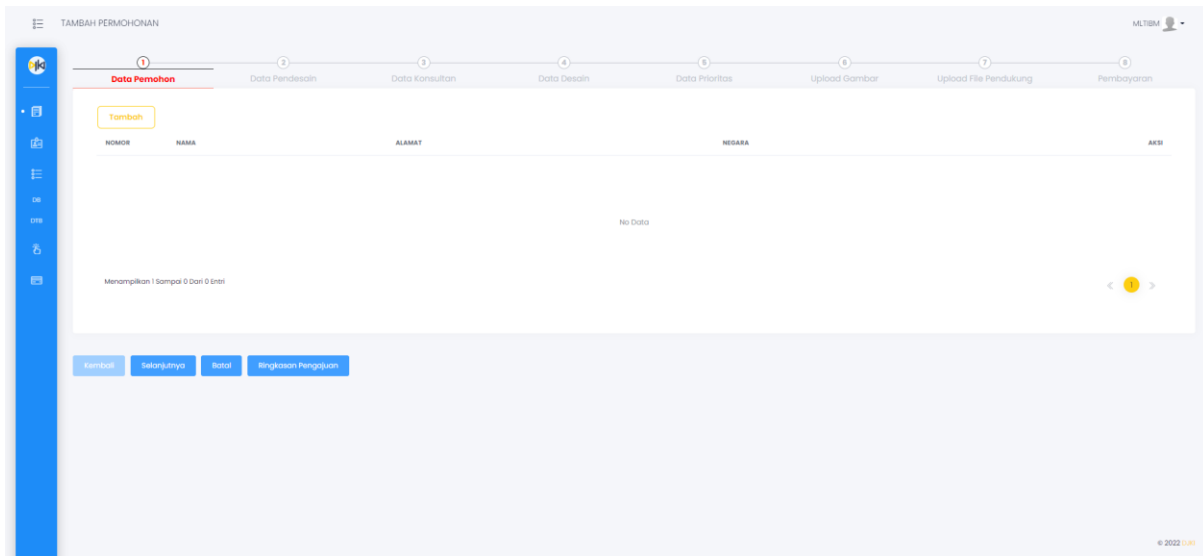 TAMBAH PERMOHONAN
MLTIBM
1 2 3 4 5 6 7 8
Data Pemohon Data Pendesain Data Konsultan Data Desain Data Prioritas Upload Gambar Upload File Pendukung Pembayaran
Tambah
NOMOR NAMA ALAMAT NEGARA AKSI
DB
No Data
Menampilkan 1 Sampai 0 Dari 0 Entri
1
Kembali Selanjutnya Batal Ringkasan Pengajuan
© 2022 DJKI